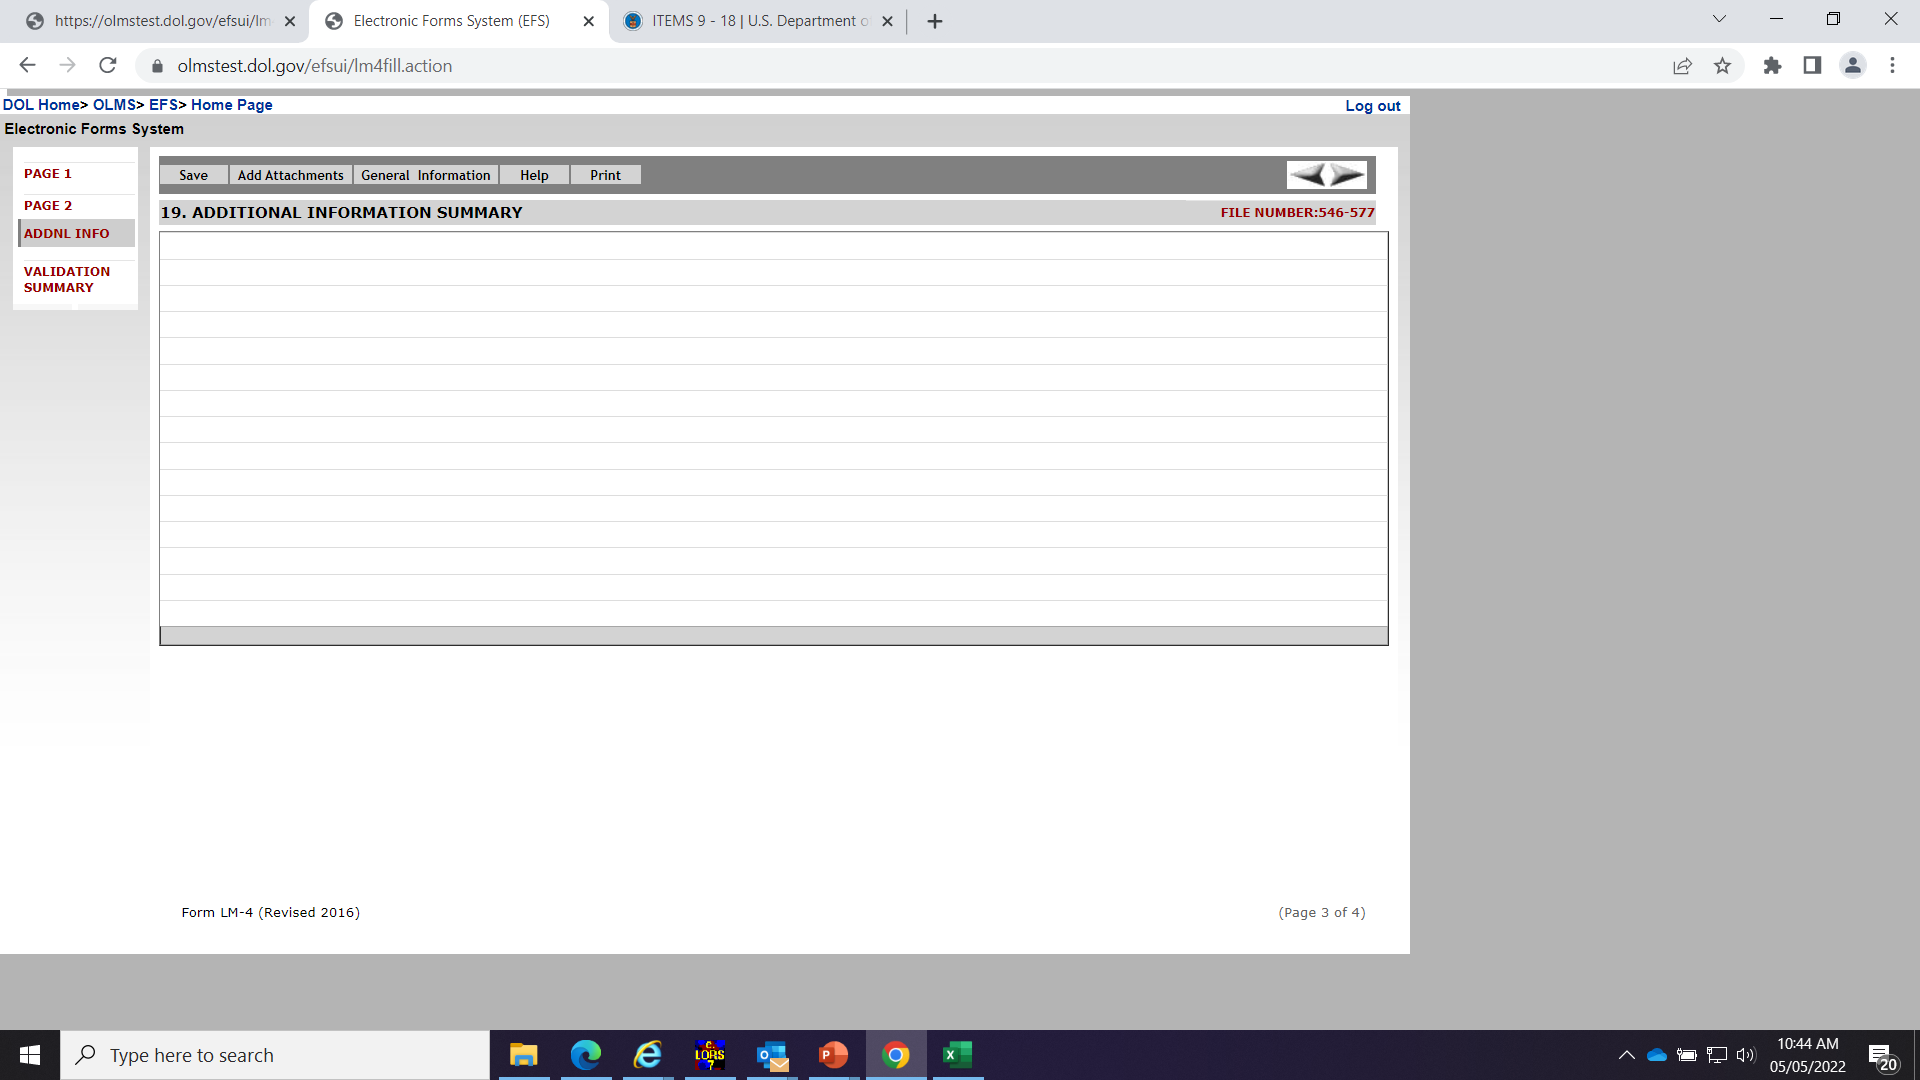 https://olmstest.dol.gov/efsui/lm
Electronic Forms System (EFS)
ITEMS 9 - 18 | U.S. Department o
olmstest.dol.gov/efsui/lm4fill.action
DOL Home> OLMS> EFS> Home Page
Log out
Electronic Forms System
PAGE 1
PAGE 2
ADDNL INFO
VALIDATION
SUMMARY
Save
Add Attachments
General Information
Help
Print
19. ADDITIONAL INFORMATION SUMMARY
FILE NUMBER:546-577
Form LM-4 (Revised 2016)
(Page 3 of 4)
Type here to search
LORS
7
10:44 AM
05/05/2022
20